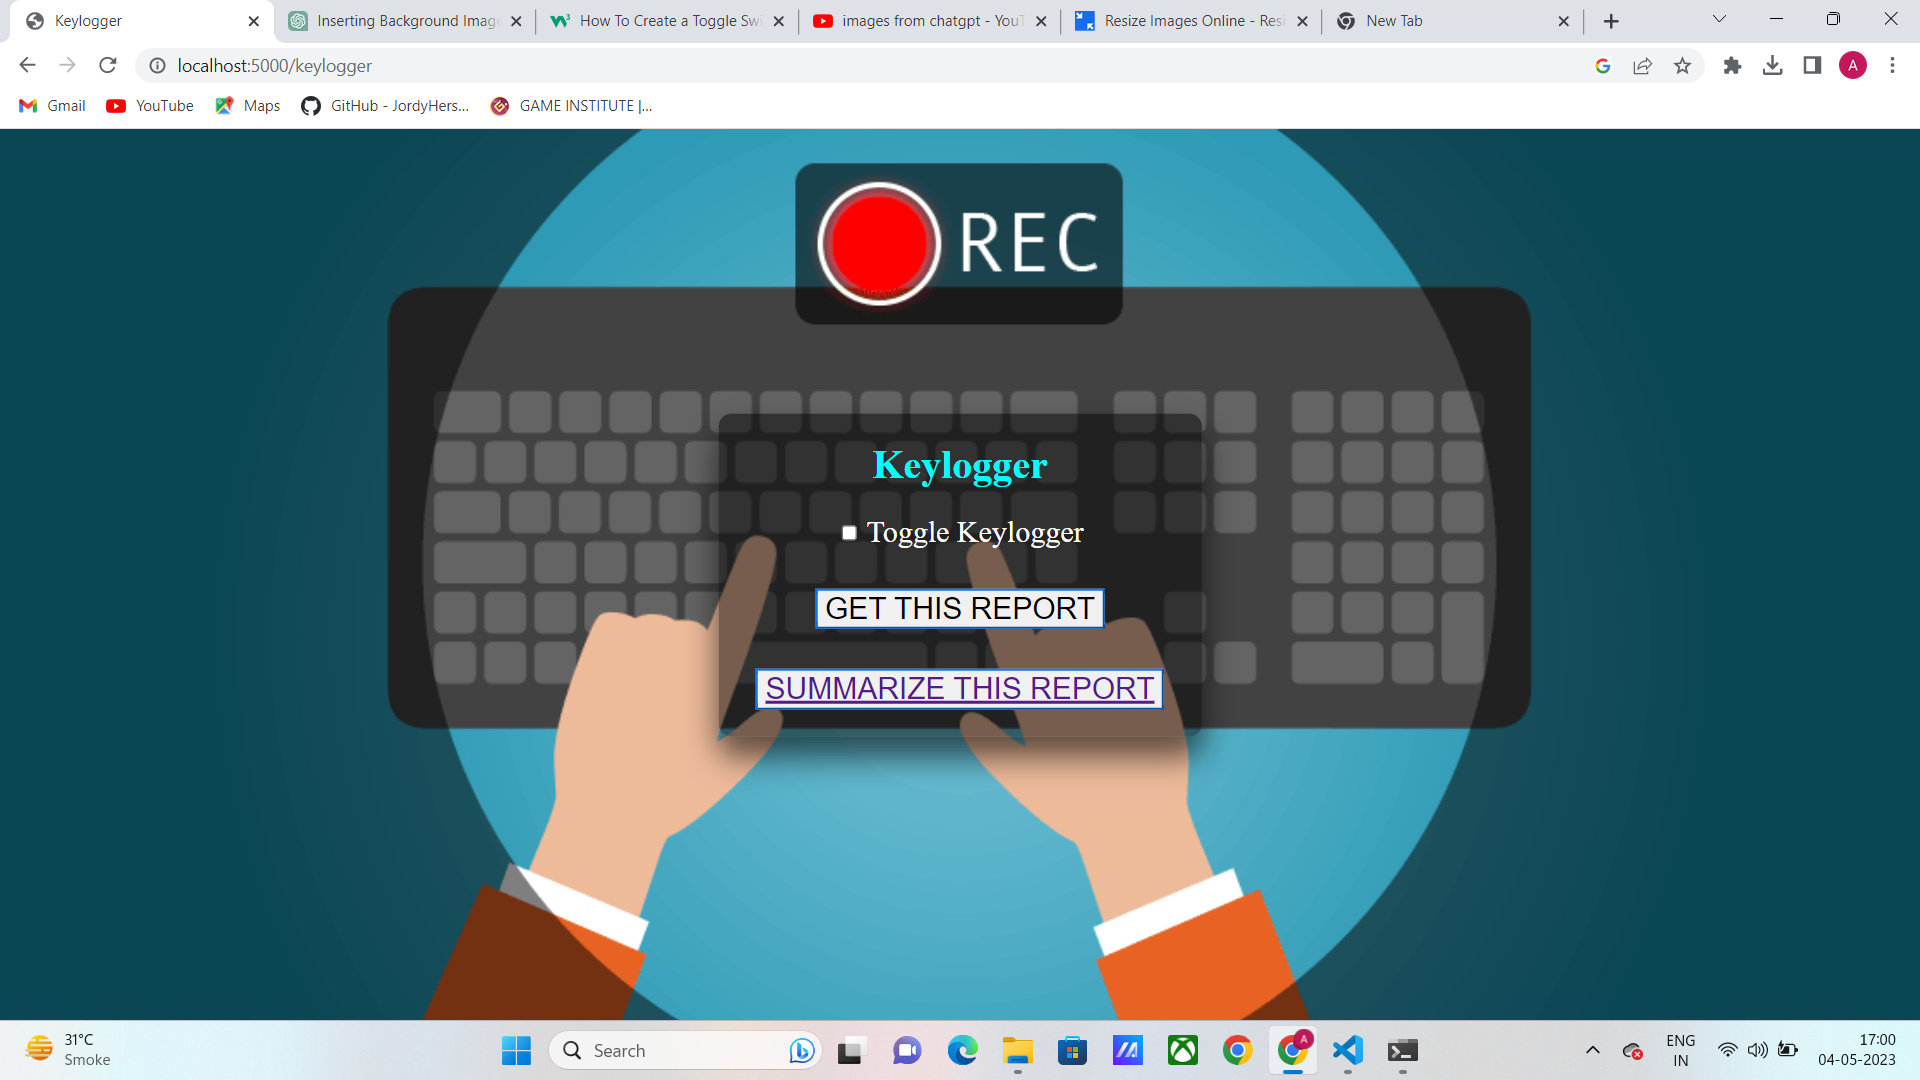 Keylogger
Inserting Background Imag
How To Create a Toggle Swi
images from chatgpt - YouT
Resize Images Online - Resi
New Tab
localhost:5000/keylogger
A
Gmail
YouTube
Maps
GitHub - JordyHers...
GAME INSTITUTE |...
REC
Keylogger
Toggle Keylogger
GET THIS REPORT
SUMMARIZE THIS REPORT
31°C
Smoke
Search
A
ENG
IN
17:00
04-05-2023